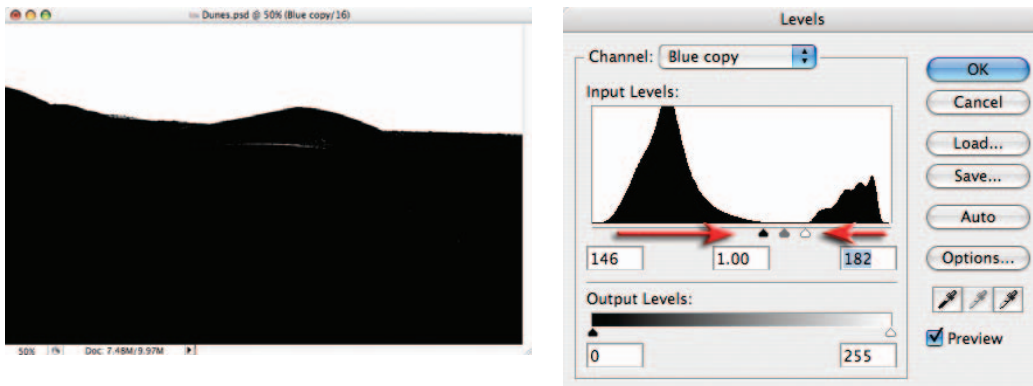 Dunes.psd @ 50% (Blue copy/16)
50% Doc: 7.48M/9.97M
Levels
Channel: Blue copy
Input Levels:
146 1.00 182
Output Levels:
0 255
OK
Cancel
Load...
Save...
Auto
Options...
Preview